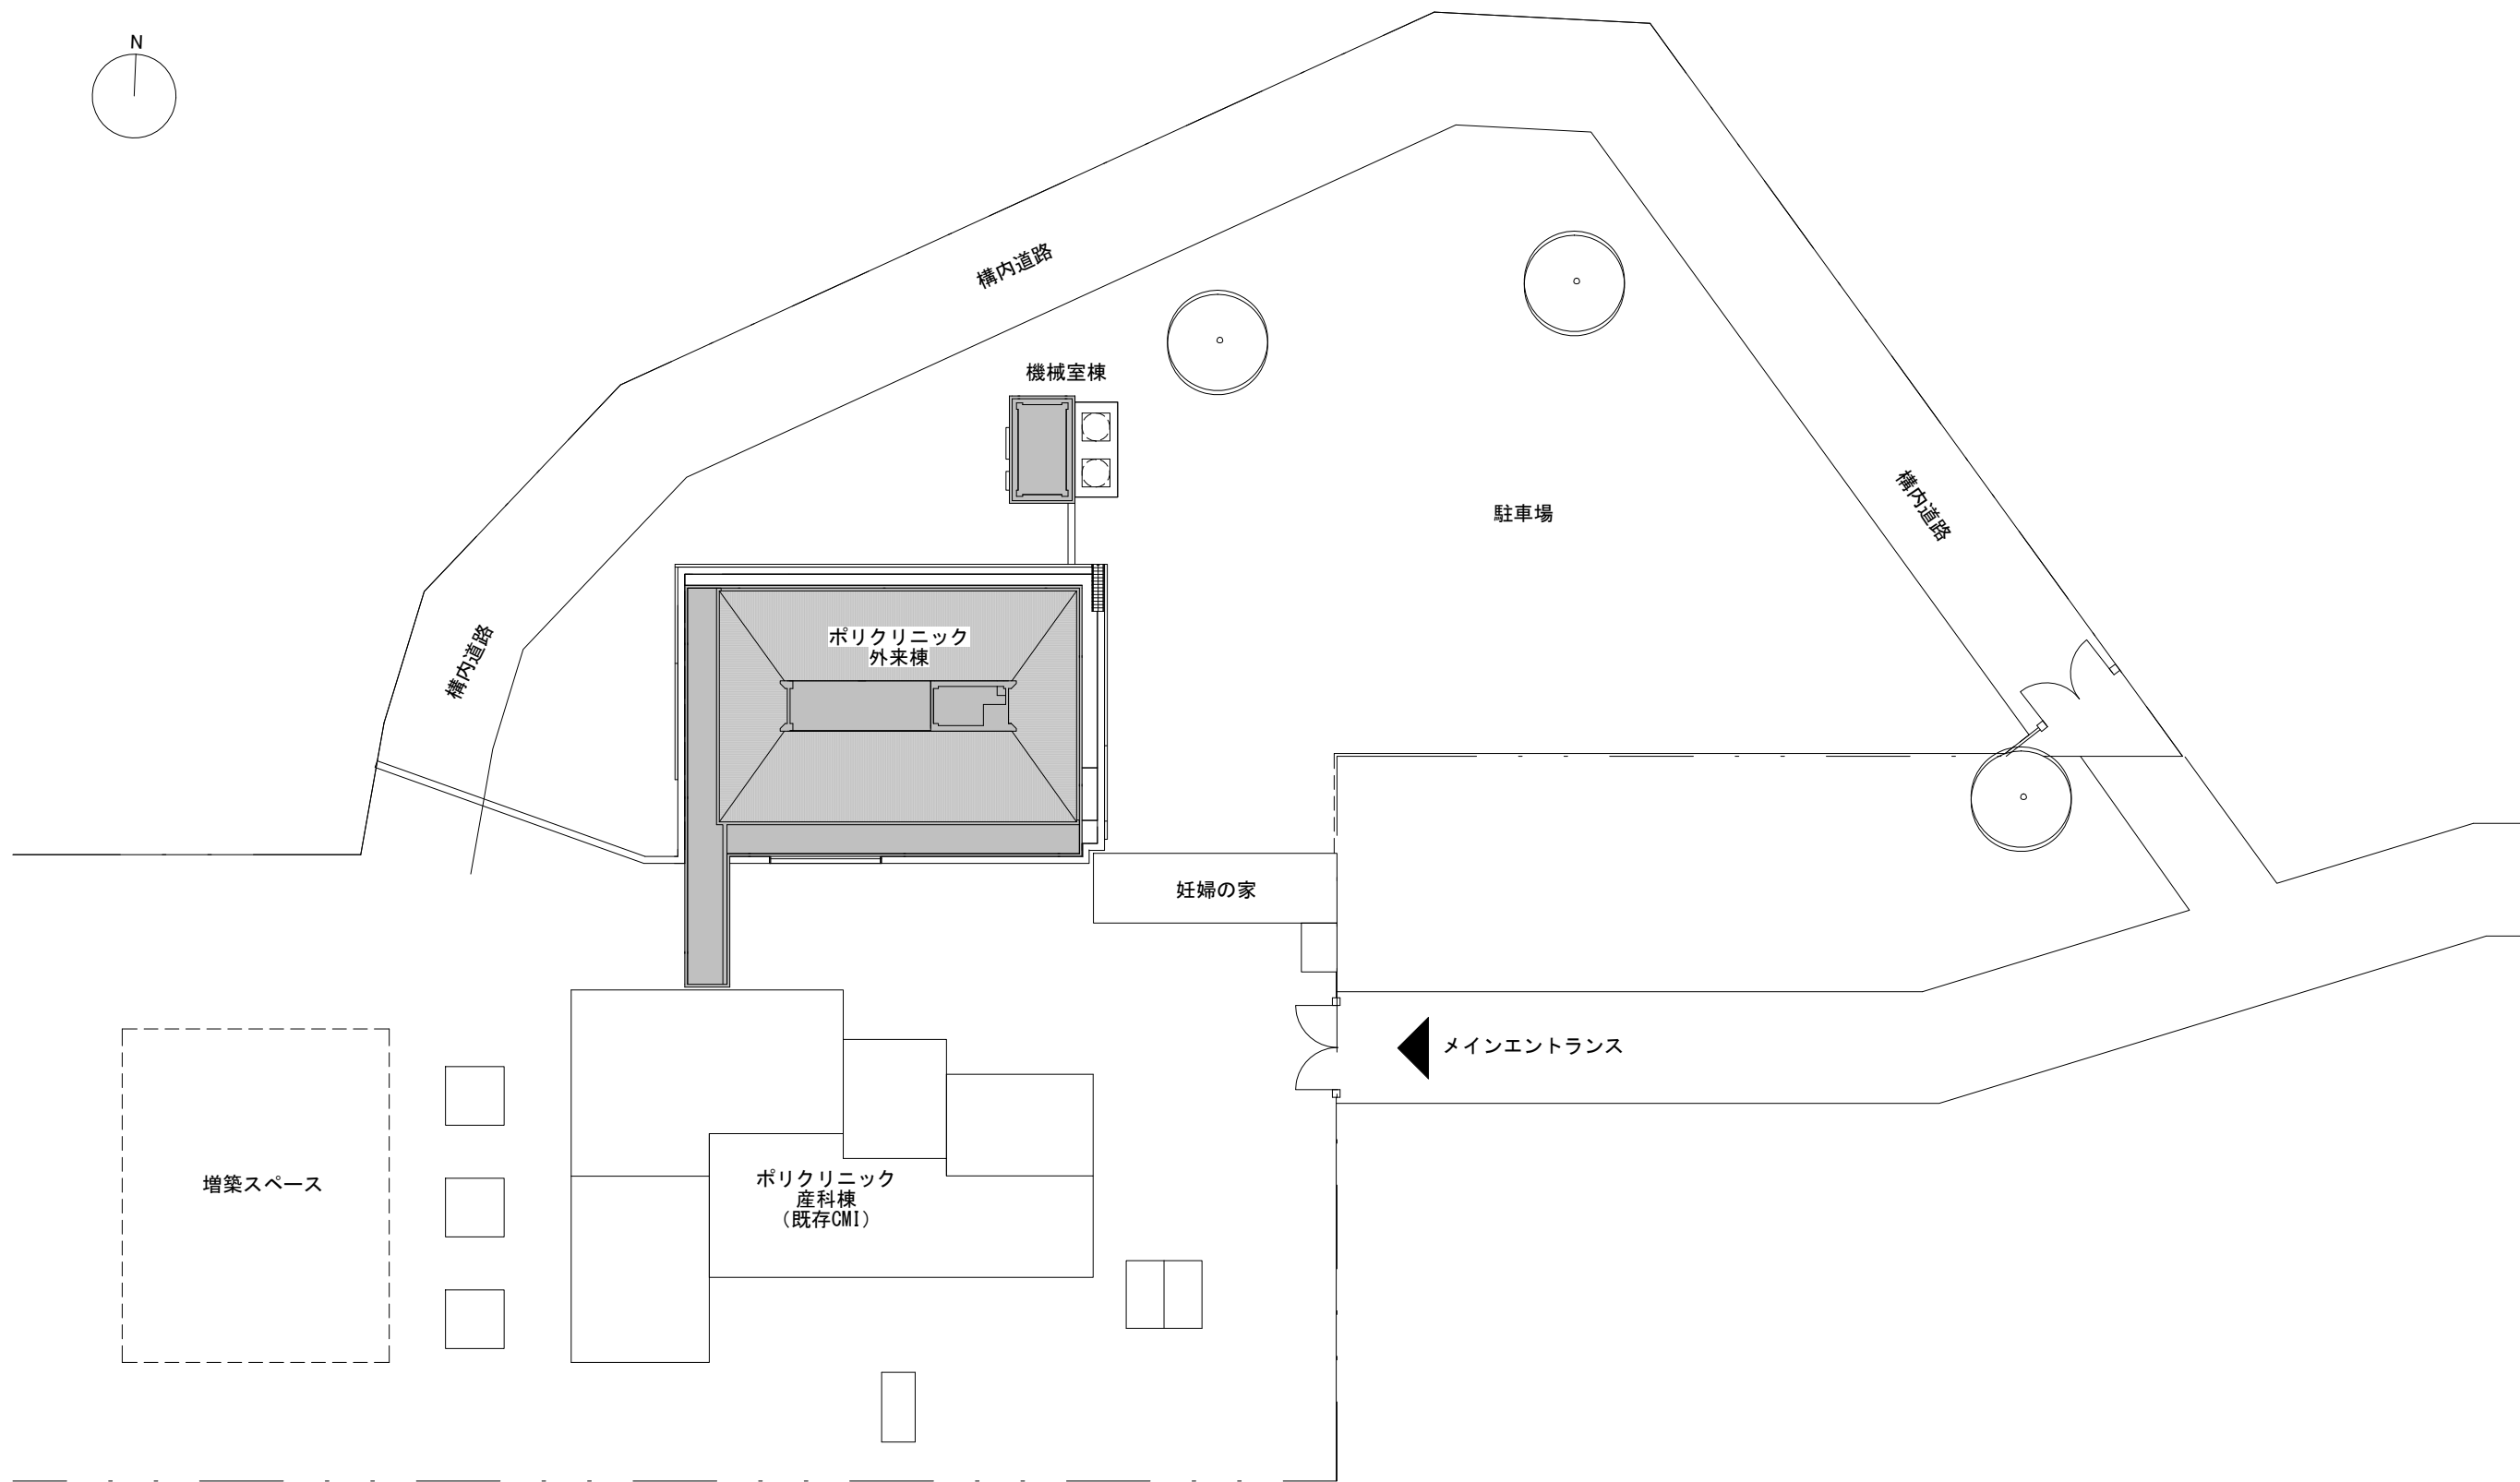 N
構内道路
機械室棟
構内道路
駐車場
構内道路
ポリクリニック
外来棟
妊婦の家
メインエントランス
増築スペース
ポリクリニック
産科棟
（既存CMI）